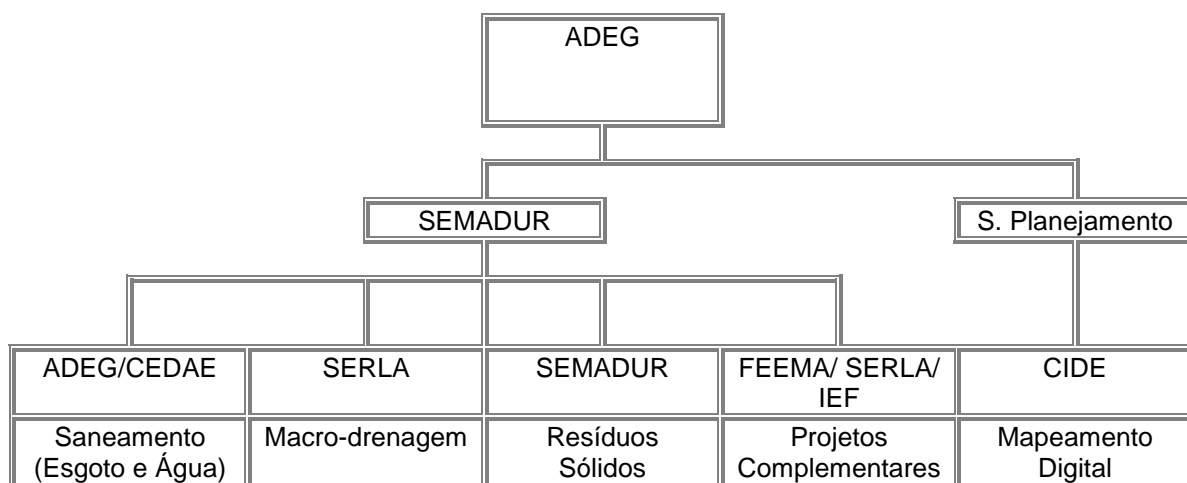 ADEG
SEMADUR
S. Planejamento
ADEG/CEDAE
SERLA
SEMADUR
FEEMA/ SERLA/
IEF
CIDE
Saneamento
(Esgoto e Água)
Macro-drenagem
Resíduos
Sólidos
Projetos
Complementares
Mapeamento
Digital